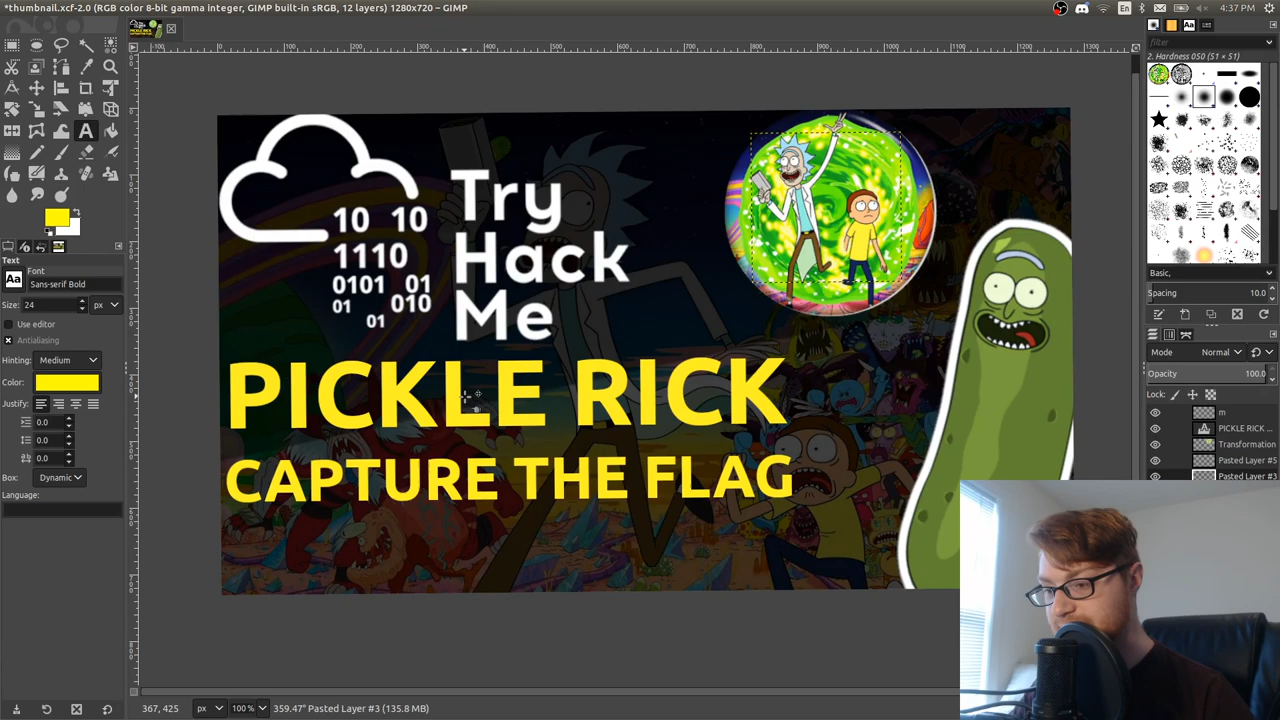 *thumbnail.xcf-2.0 (RGB color 8-bit gamma integer, GIMP built-in sRGB, 12 layers) 1280x720 – GIMP
En
4:37 PM
filter
2. Hardness 050 (51 × 51)
Text
Font
Aa
Sans-serif Bold
Size: 24
px
Use editor
Antialiasing
Hinting: Medium
Color:
Justify:
0.0
0.0
0.0
Box: Dynamic
Language:
10 10
1110
0101 01
01 010
01
Try
Hack
Me
PICKLE RICK
CAPTURE THE FLAG
Basic,
Spacing 10.0
Mode Normal
Opacity 100.0
Lock:
m
PICKLE RICK ...
Transformation
Pasted Layer #5
Pasted Layer #3
367, 425 px 100 % 359.47° Pasted Layer #3 (135.8 MB)